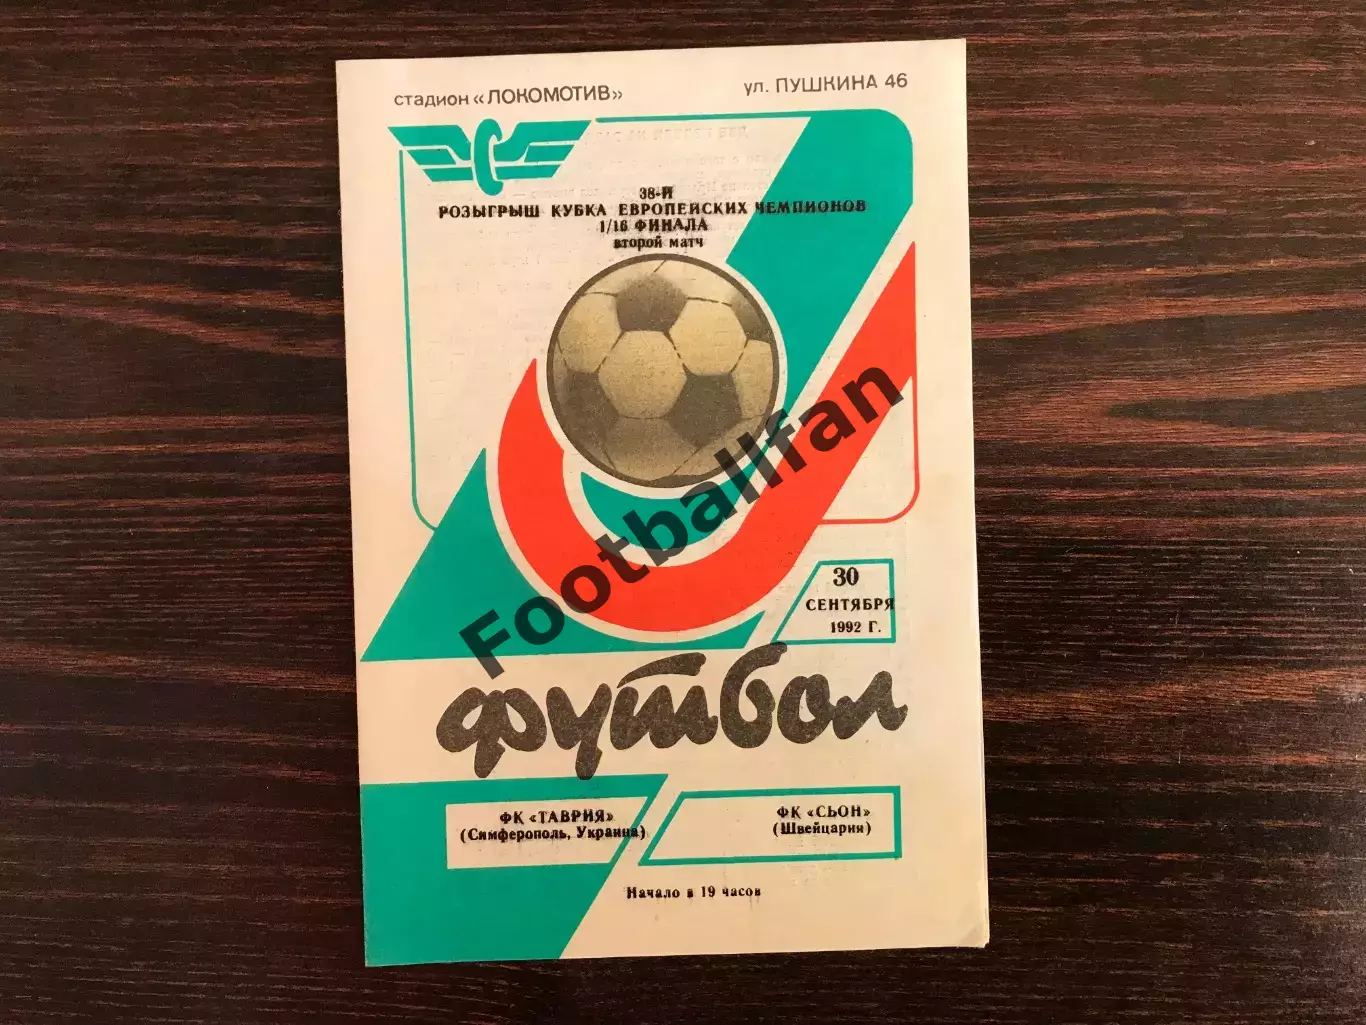 стадион «ЛОКОМОТИВ»
ул. ПУШКИНА 46
38-й
РОЗЫГРЫШ КУБКА ЕВРОПЕЙСКИХ ЧЕМПИОНОВ
1/16 ФИНАЛА
второй матч
Footballfan
30
СЕНТЯБРЯ
1992 Г.
футбол
ФК «ТАВРИЯ»
(Симферополь, Украина)
ФК «СЬОН»
(Швейцария)
Начало в 19 часов